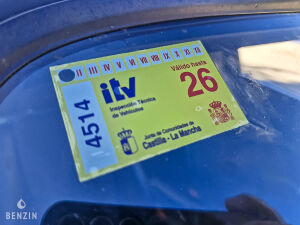 II III IV V VI VII VIII IX X XI XII
itv
Válido hasta
26
Inspección Técnica
de Vehículos
4514
Junta de Comunidades de
Castilla - La Mancha
BENZIN